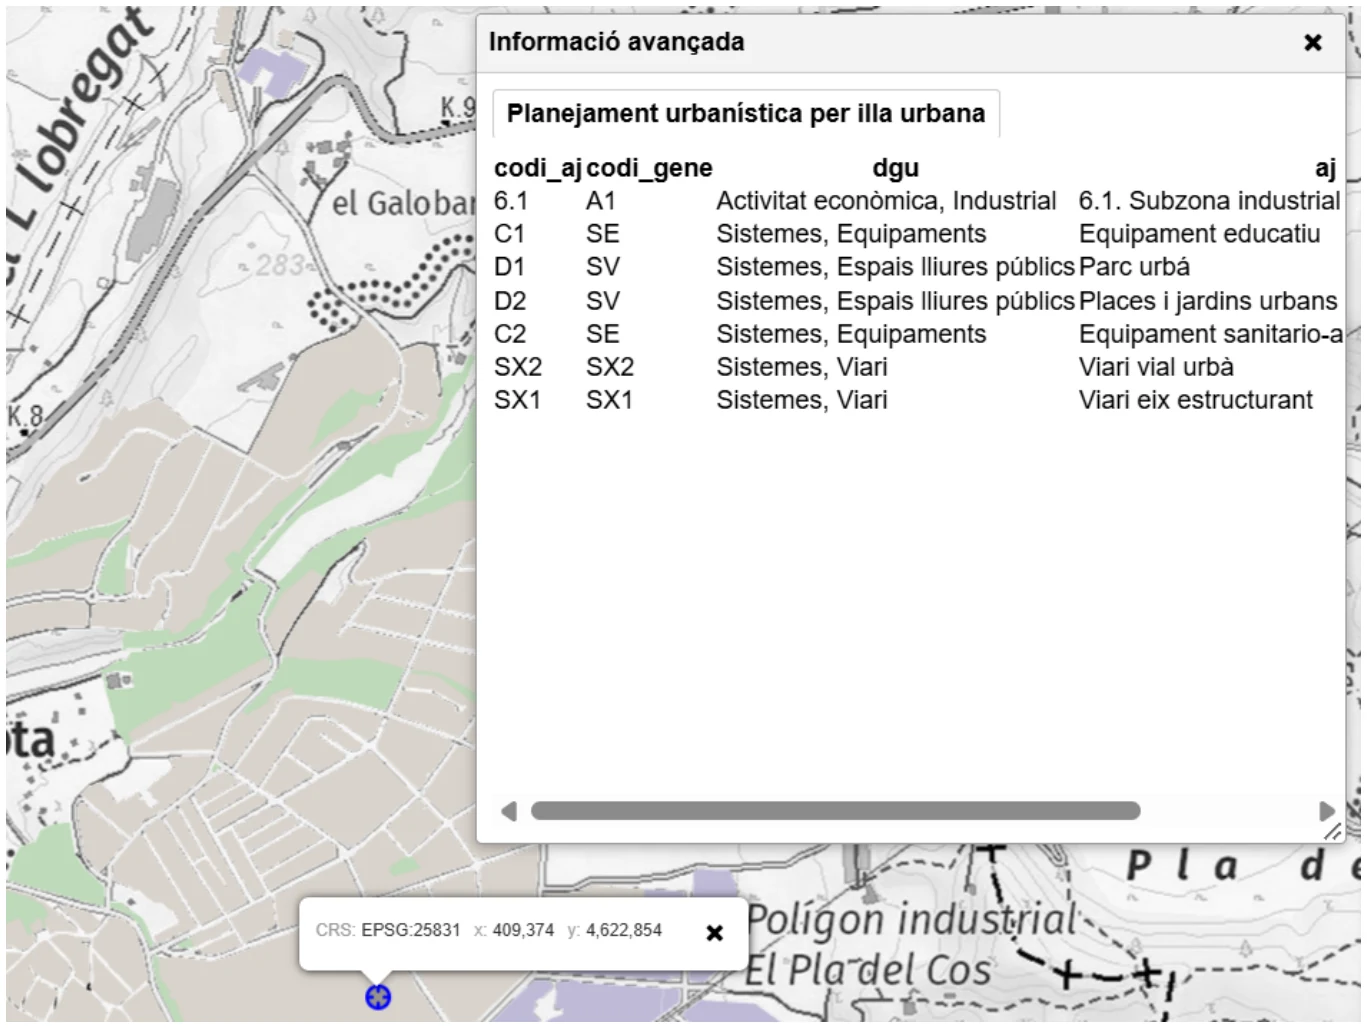 Llobregat
Informació avançada
K.9
Planejament urbanística per illa urbana
codi_aj codi_gene dgu aj
6.1 A1 Activitat econòmica, Industrial 6.1. Subzona industrial
C1 SE Sistemes, Equipaments Equipament educatiu
D1 SV Sistemes, Espais lliures públics Parc urbá
D2 SV Sistemes, Espais lliures públics Places i jardins urbans
C2 SE Sistemes, Equipaments Equipament sanitario-a
SX2 SX2 Sistemes, Viari Viari vial urbà
SX1 SX1 Sistemes, Viari Viari eix estructurant
el Galobar
283
K.8
ta
Pla de
CRS: EPSG:25831 x: 409,374 y: 4,622,854
Polígon industrial
El Pla del Cos